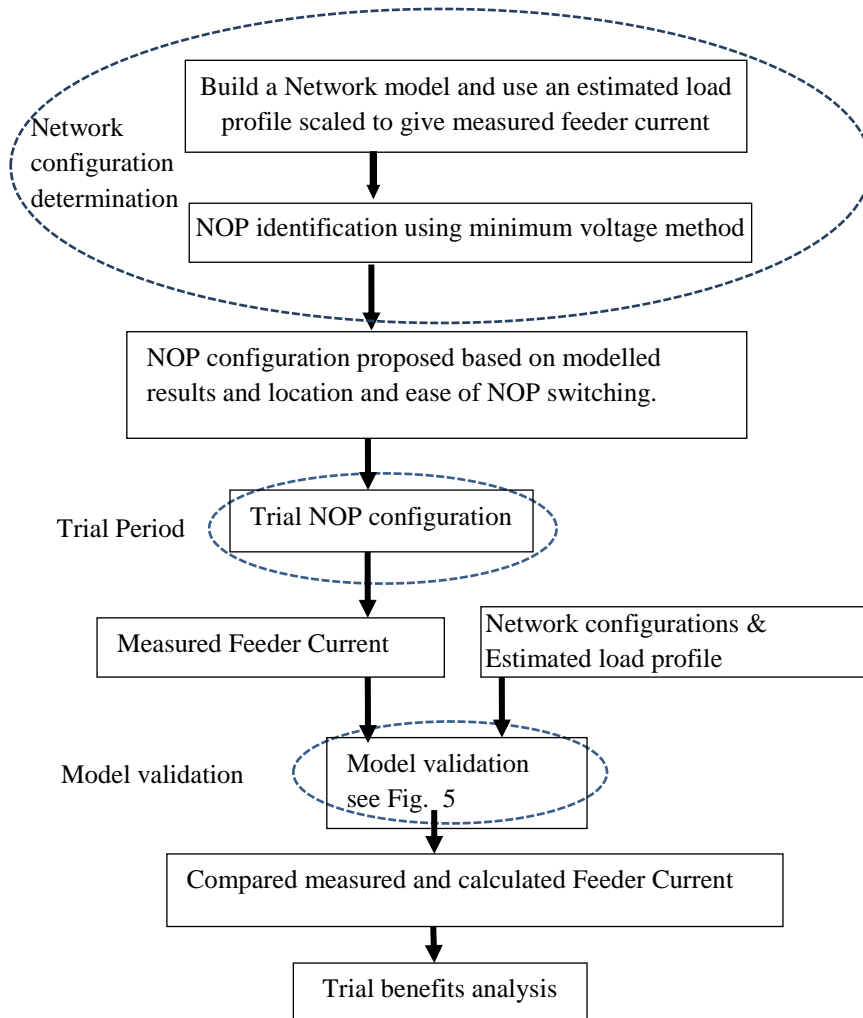 Build a Network model and use an estimated load
profile scaled to give measured feeder current
Network
configuration
determination
NOP identification using minimum voltage method
NOP configuration proposed based on modelled
results and location and ease of NOP switching.
Trial Period
Trial NOP configuration
Measured Feeder Current
Network configurations &
Estimated load profile
Model validation
Model validation
see Fig. 5
Compared measured and calculated Feeder Current
Trial benefits analysis